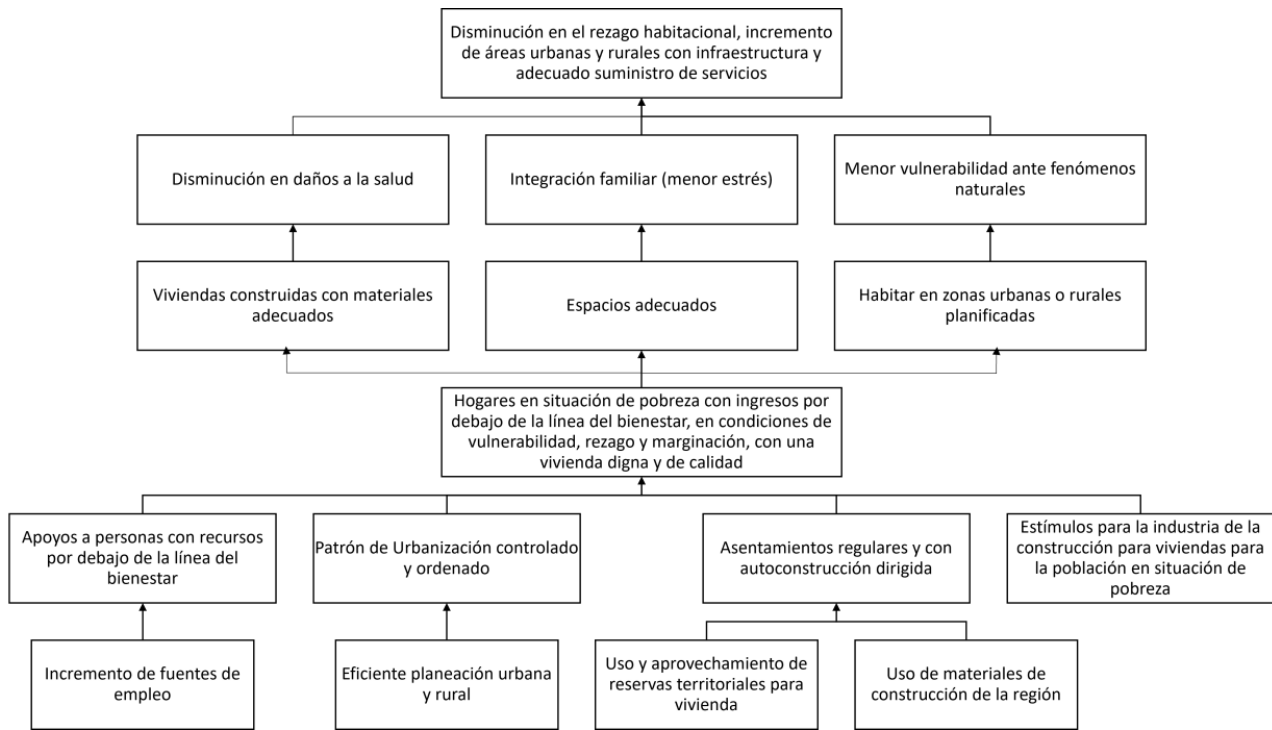 Disminución en el rezago habitacional, incremento
de áreas urbanas y rurales con infraestructura y
adecuado suministro de servicios
Disminución en daños a la salud
Integración familiar (menor estrés)
Menor vulnerabilidad ante fenómenos
naturales
Viviendas construidas con materiales
adecuados
Espacios adecuados
Habitar en zonas urbanas o rurales
planificadas
Hogares en situación de pobreza con ingresos por
debajo de la línea del bienestar, en condiciones de
vulnerabilidad, rezago y marginación, con una
vivienda digna y de calidad
Apoyos a personas con recursos
por debajo de la línea del
bienestar
Patrón de Urbanización controlado
y ordenado
Asentamientos regulares y con
autoconstrucción dirigida
Estímulos para la industria de la
construcción para viviendas para
la población en situación de
pobreza
Incremento de fuentes de
empleo
Eficiente planeación urbana
y rural
Uso y aprovechamiento de
reservas territoriales para
vivienda
Uso de materiales de
construcción de la región